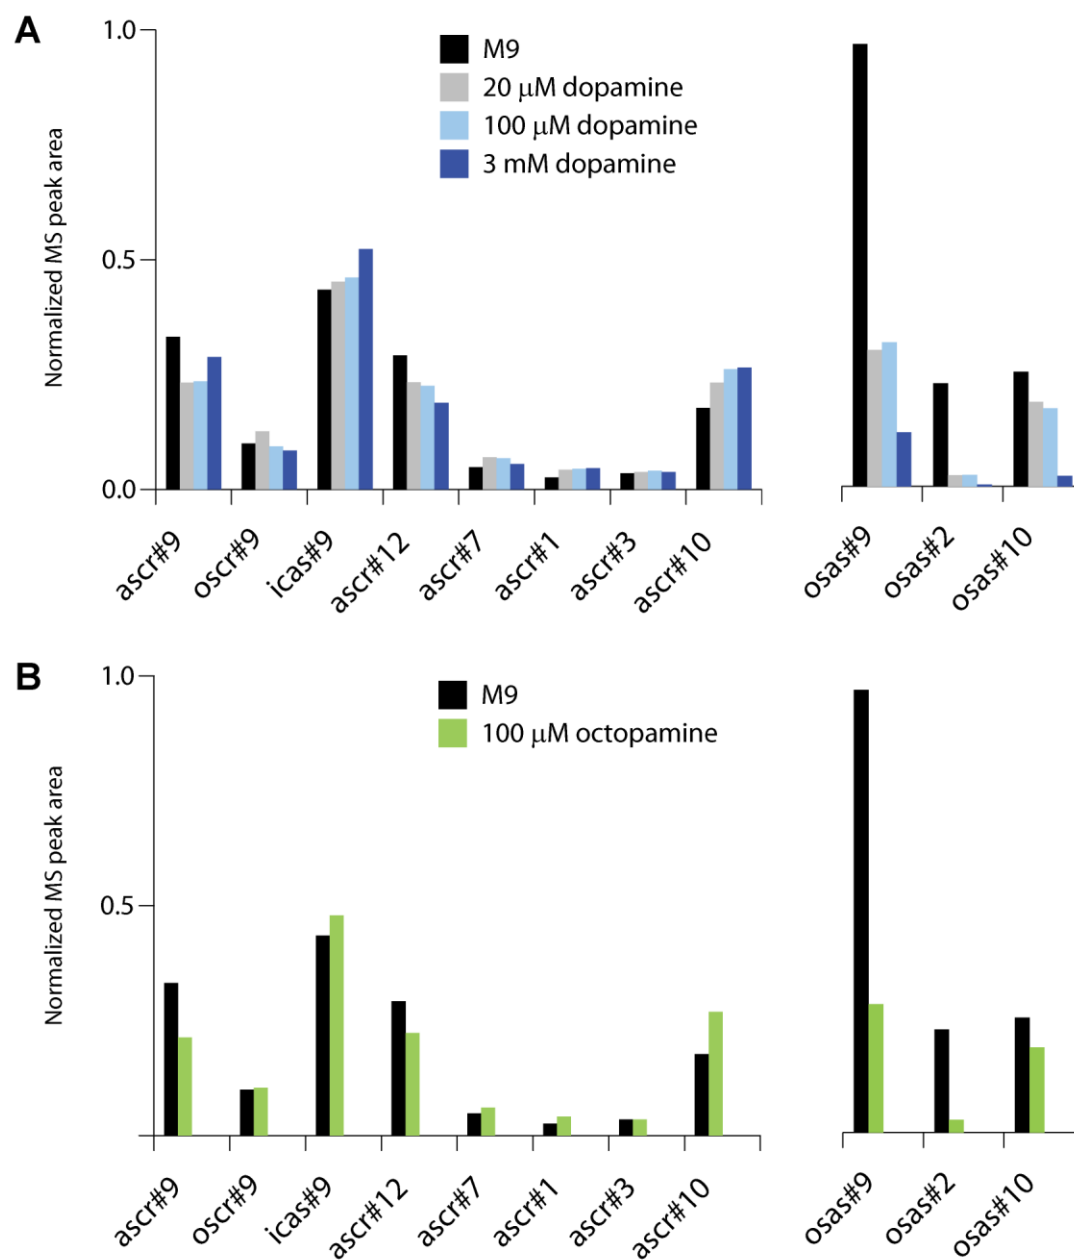 A
1.0
0.5
0.0
Normalized MS peak area
M9
20 μM dopamine
100 μM dopamine
3 mM dopamine
ascr#9
oscr#9
icas#9
ascr#12
ascr#7
ascr#1
ascr#3
ascr#10
osas#9
osas#2
osas#10
B
1.0
0.5
Normalized MS peak area
M9
100 μM octopamine
ascr#9
oscr#9
icas#9
ascr#12
ascr#7
ascr#1
ascr#3
ascr#10
osas#9
osas#2
osas#10